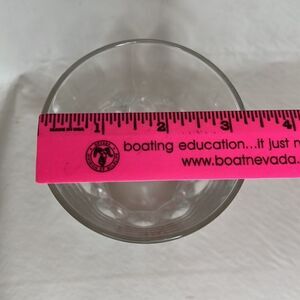 1 2 3 4
boating education...it just m
www.boatnevada.